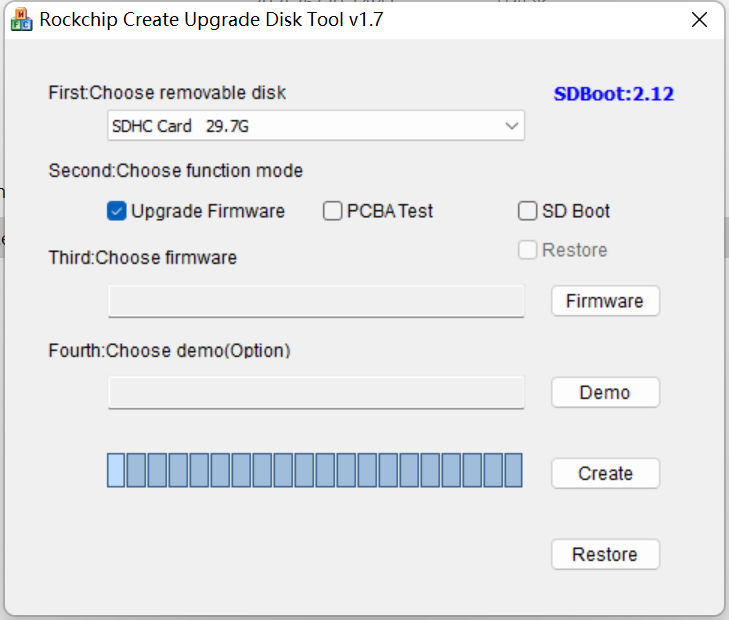 Rockchip Create Upgrade Disk Tool v1.7
First:Choose removable disk
SDBoot:2.12
SDHC Card 29.7G
Second:Choose function mode
Upgrade Firmware
PCBA Test
SD Boot
Restore
Third:Choose firmware
Firmware
Fourth:Choose demo(Option)
Demo
Create
Restore